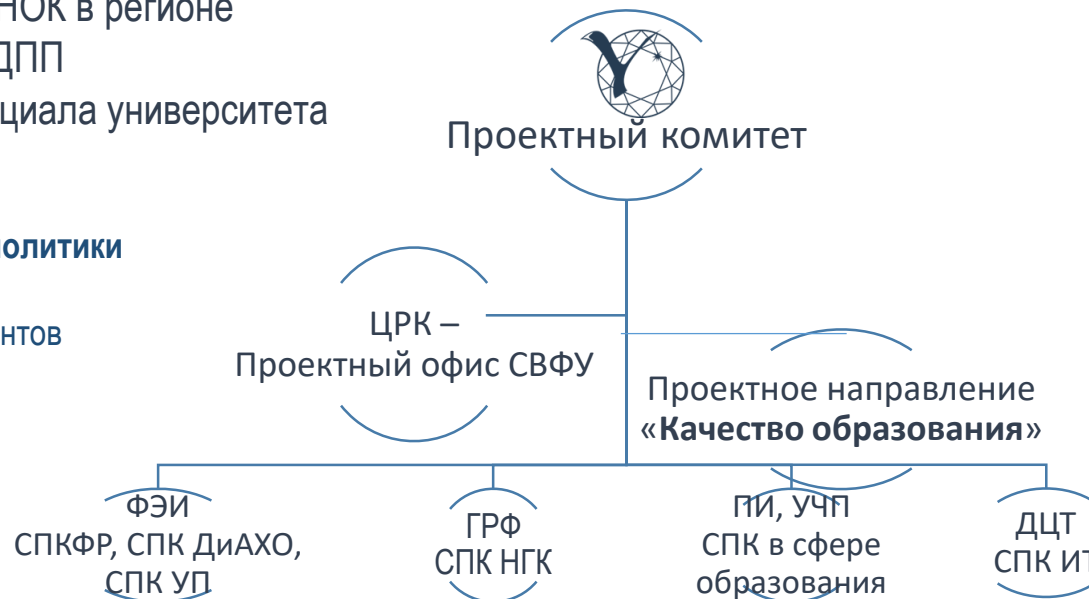 НОК в регионе
ДПП
циала университета
политики
нтов
Проектный комитет
ЦРК –
Проектный офис СВФУ
Проектное направление
«Качество образования»
ФЭИ
СПКФР, СПК ДиАХО,
СПК УП
ГРФ
СПК НГК
ПИ, УЧП
СПК в сфере
образования
ДЦТ
СПК ИТ